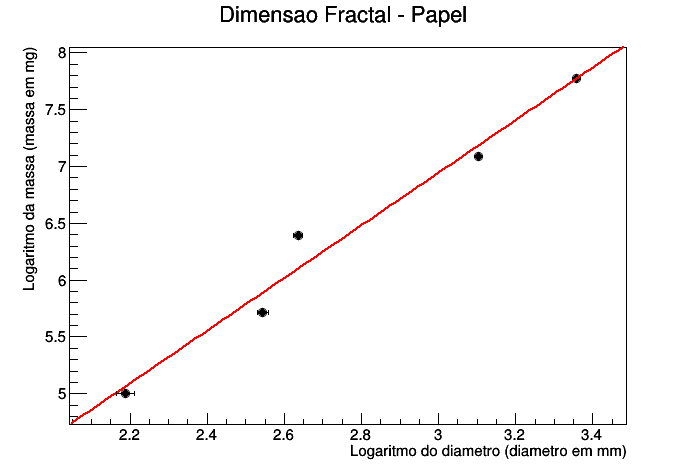 Dimensao Fractal - Papel
Logaritmo da massa (massa em mg)
8
7.5
7
6.5
6
5.5
5
2.2 2.4 2.6 2.8 3 3.2 3.4
Logaritmo do diametro (diametro em mm)